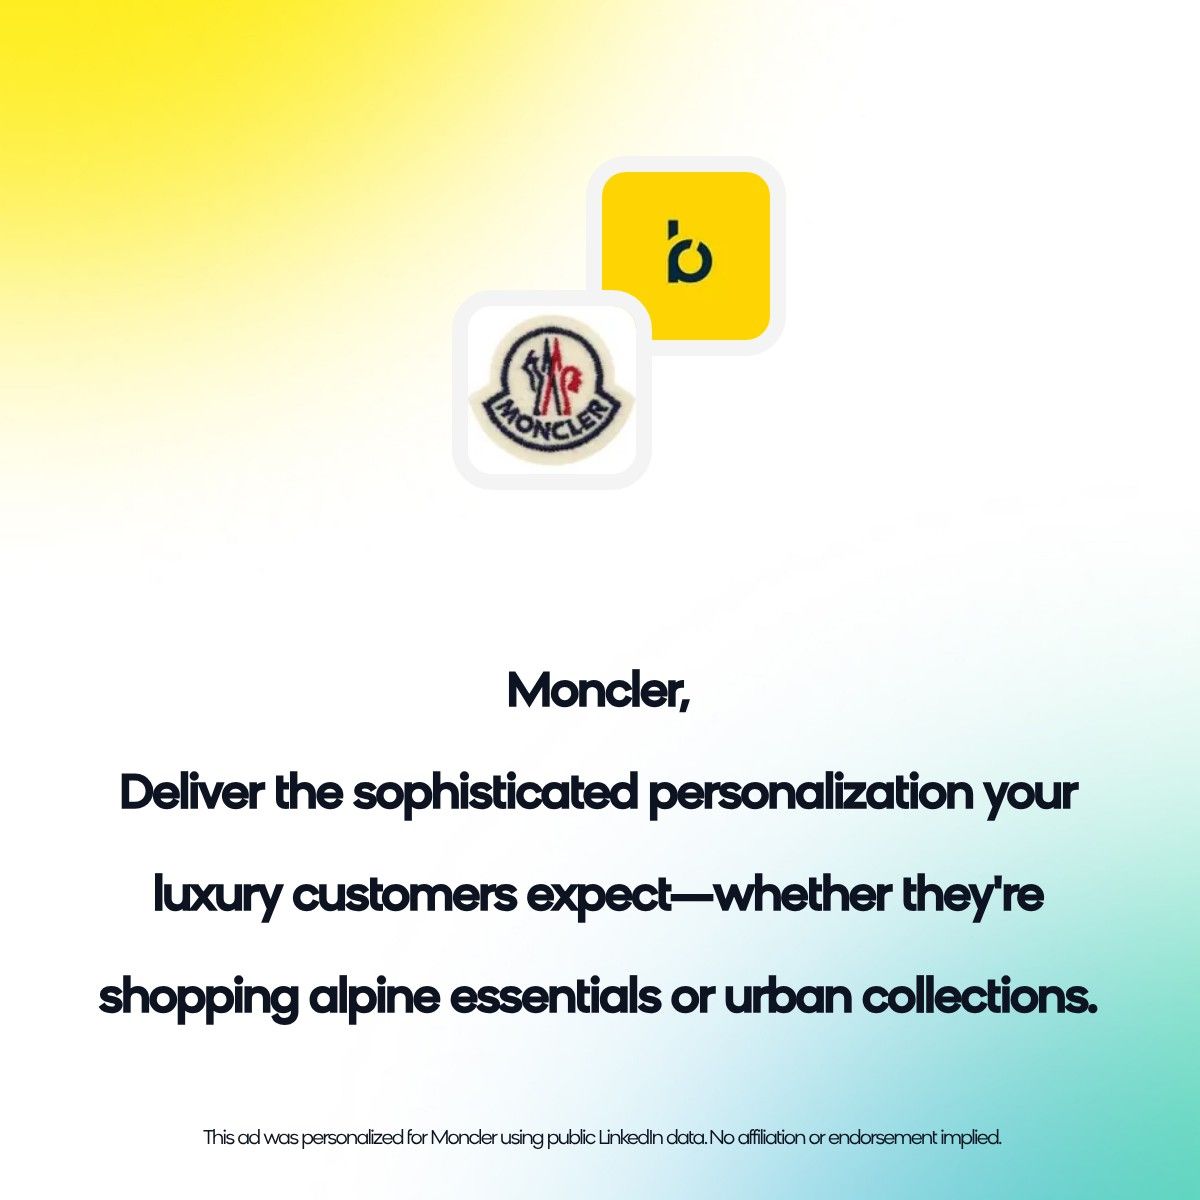 b
MONCLER
Moncler,
Deliver the sophisticated personalization your
luxury customers expect—whether they're
shopping alpine essentials or urban collections.
This ad was personalized for Moncler using public LinkedIn data. No affiliation or endorsement implied.